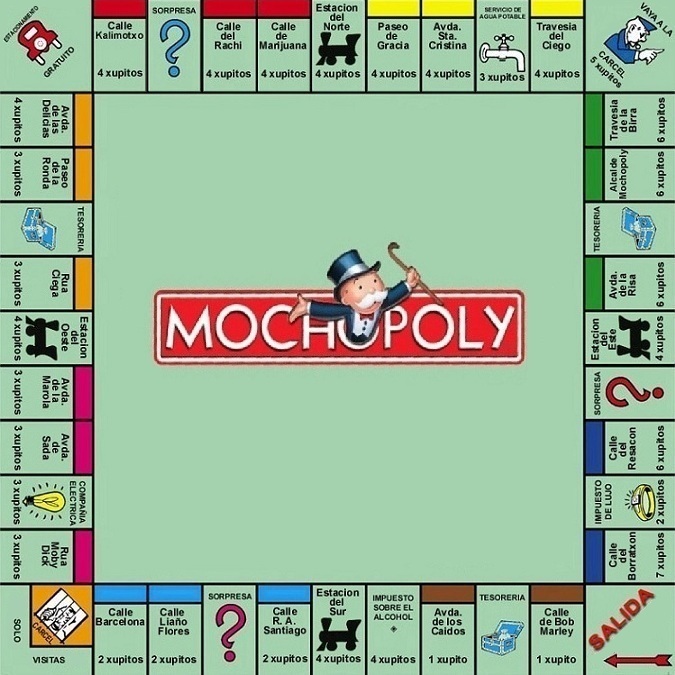 ESTACIONAMIENTO
GRATUITO
Calle
Kalimotxo
4 xupitos
SORPRESA
Calle
del
Rachi
4 xupitos
Calle
de
Marijuana
4 xupitos
Estacion
del
Norte
4 xupitos
Paseo
de
Gracia
4 xupitos
Avda.
Sta.
Cristina
4 xupitos
SERVICIO DE
AGUA POTABLE
3 xupitos
Travesia
del
Ciego
4 xupitos
VAYA A LA
CARCEL
5 xupitos
Avda.
de las
Delicias
4 xupitos
Paseo
de la
Ronda
3 xupitos
TESORERIA
Rua
Ciega
3 xupitos
Estacion
del
Oeste
4 xupitos
Avda.
de la
Marola
3 xupitos
Avda.
de
Sada
3 xupitos
COMPAÑIA
ELECTRICA
3 xupitos
Rua
Moby
Dick
3 xupitos
MOCHOPOLY
Travesia
de la
Birra
6 xupitos
Alcalde
Mochopoly
6 xupitos
TESORERIA
Avda.
de la
Risa
6 xupitos
Estacion
del
Este
4 xupitos
SORPRESA
Calle
del
Resacon
6 xupitos
IMPUESTO
DE LUJO
2 xupitos
Calle
del
Borratxon
7 xupitos
SOLO
CARCEL
VISITAS
Calle
Barcelona
2 xupitos
Calle
Liaño
Flores
2 xupitos
SORPRESA
Calle
R. A.
Santiago
2 xupitos
Estacion
del
Sur
4 xupitos
IMPUESTO
SOBRE EL
ALCOHOL
4 xupitos
Avda.
de los
Caidos
1 xupito
TESORERIA
Calle
de Bob
Marley
1 xupito
SALIDA